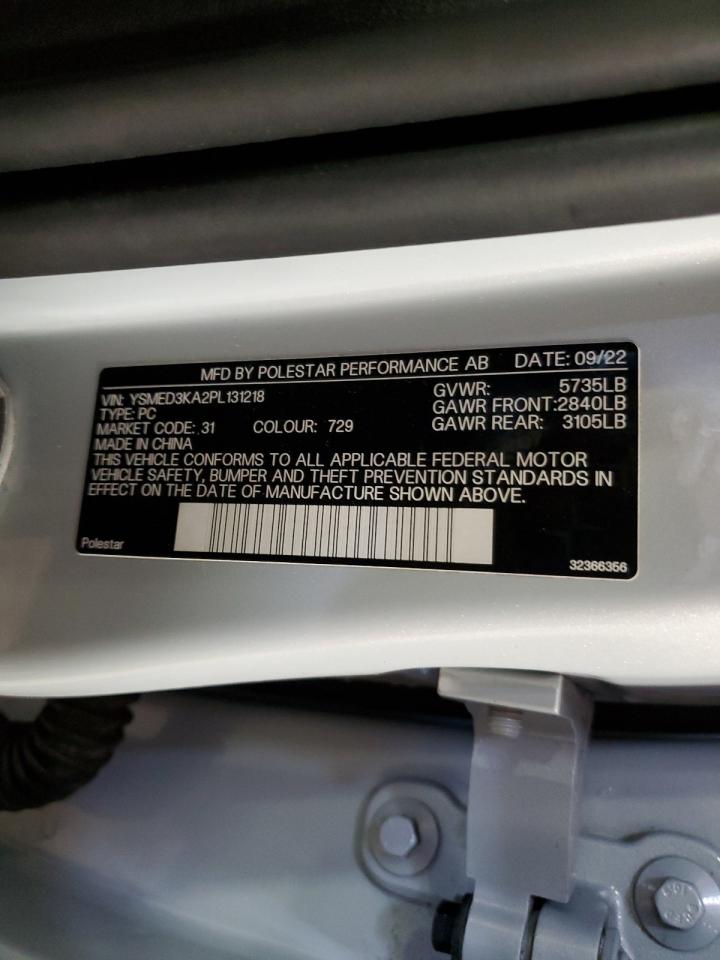 MFD BY POLESTAR PERFORMANCE AB DATE: 09/22
VIN: YSMED3KA2PL131218 GVWR: 5735LB
TYPE: PC GAWR FRONT:2840LB
MARKET CODE: 31 COLOUR: 729 GAWR REAR: 3105LB
MADE IN CHINA
THIS VEHICLE CONFORMS TO ALL APPLICABLE FEDERAL MOTOR
VEHICLE SAFETY, BUMPER AND THEFT PREVENTION STANDARDS IN
EFFECT ON THE DATE OF MANUFACTURE SHOWN ABOVE.
Polestar 32366356